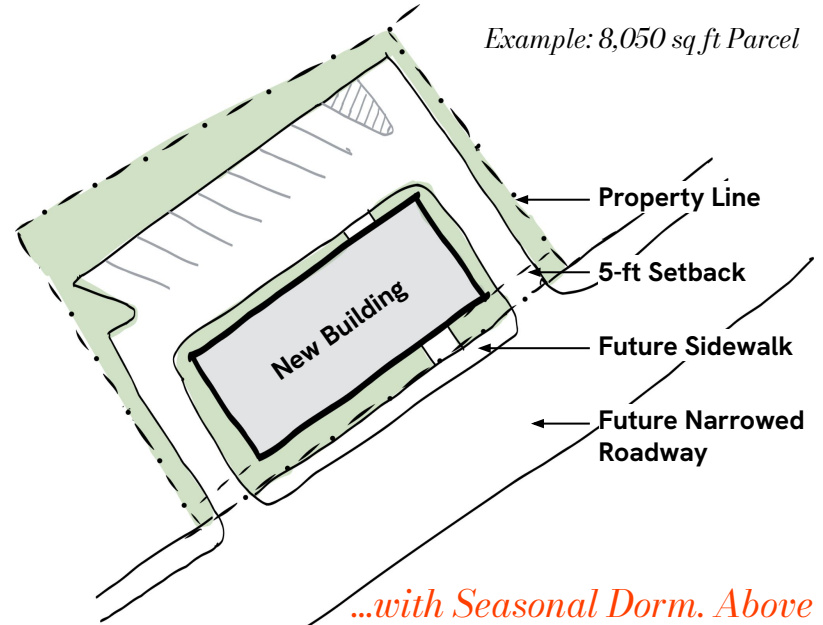 Example: 8,050 sq ft Parcel
Property Line
5-ft Setback
New Building
Future Sidewalk
Future Narrowed
Roadway
...with Seasonal Dorm. Above